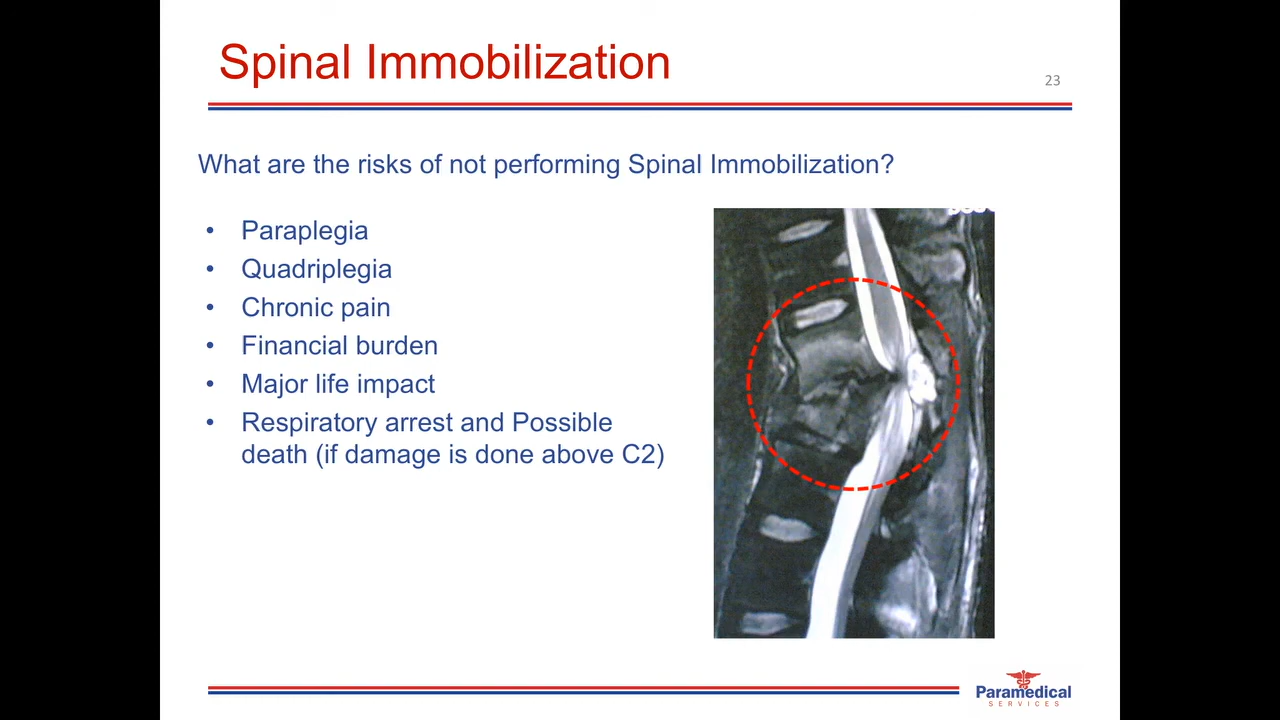 Spinal Immobilization
23
What are the risks of not performing Spinal Immobilization?
• Paraplegia
• Quadriplegia
• Chronic pain
• Financial burden
• Major life impact
• Respiratory arrest and Possible
death (if damage is done above C2)
Paramedical
SERVICES